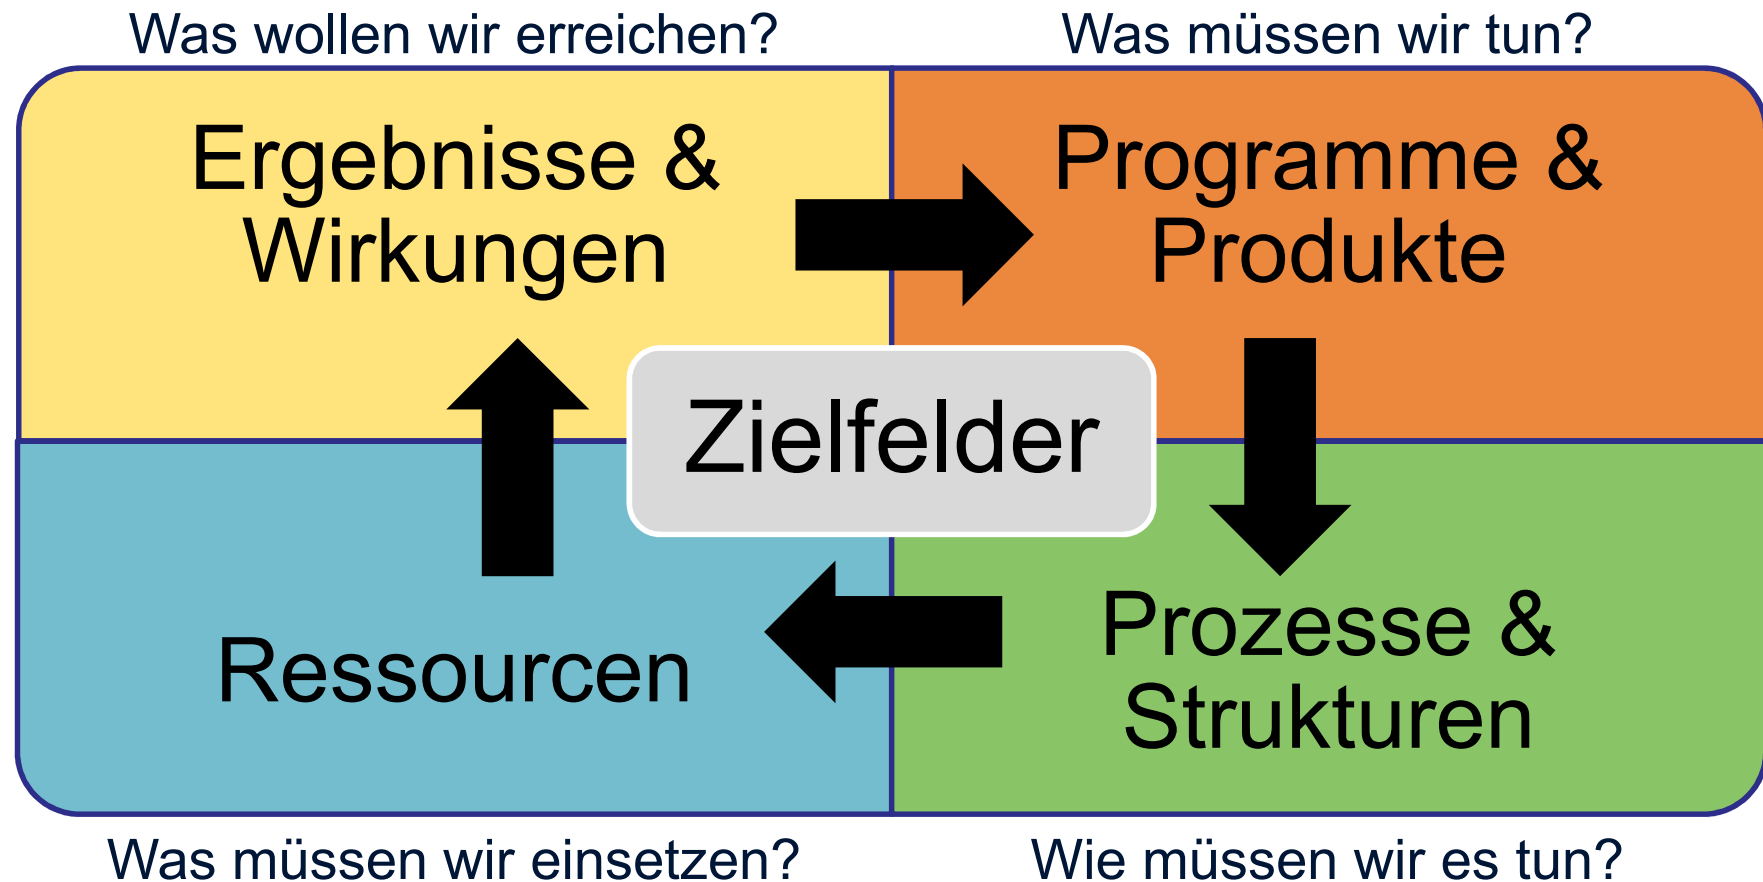 Was wollen wir erreichen?
Was müssen wir tun?
Ergebnisse &
Wirkungen
Programme &
Produkte
Zielfelder
Ressourcen
Prozesse &
Strukturen
Was müssen wir einsetzen?
Wie müssen wir es tun?